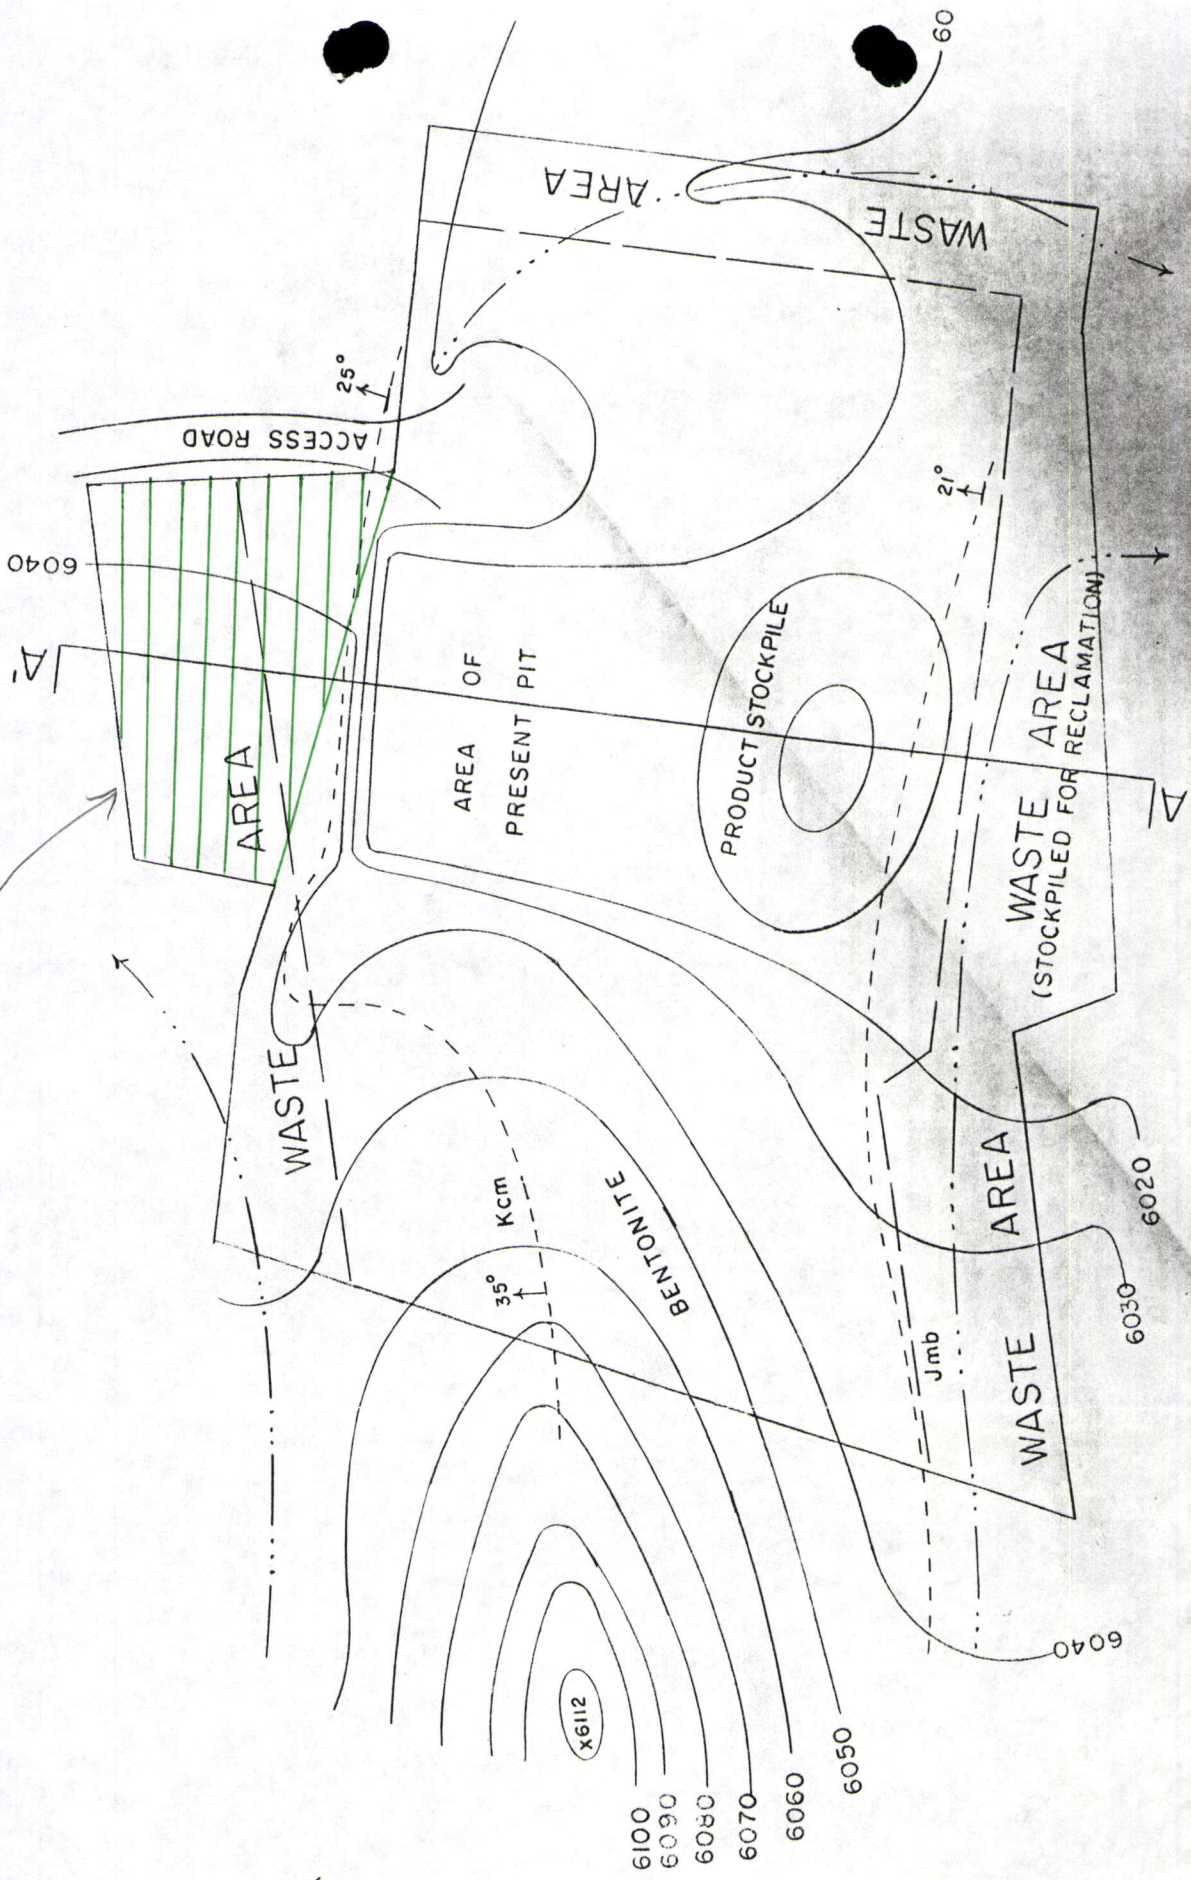 60
AREA
WASTE
25°
ACCESS ROAD
6040
A'
AREA
AREA OF
PRESENT PIT
PRODUCT STOCKPILE
21°
WASTE AREA
(STOCKPILED FOR RECLAMATION)
A
WASTE
Kcm
35°
BENTONITE
WASTE AREA
Jmb
6020
6030
6040
6050
6060
6070
6080
6090
6100
x6112